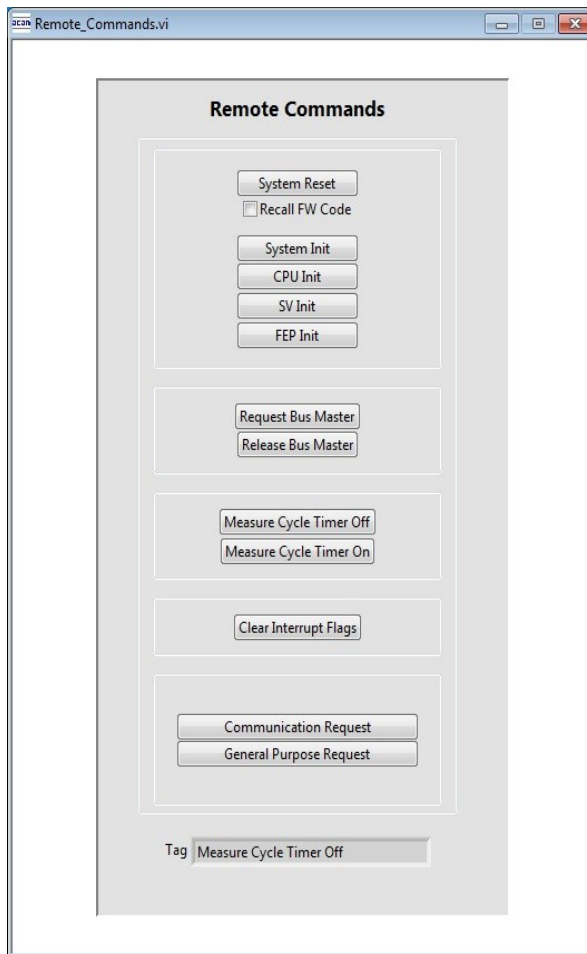 acan Remote_Commands.vi
Remote Commands
System Reset
Recall FW Code
System Init
CPU Init
SV Init
FEP Init
Request Bus Master
Release Bus Master
Measure Cycle Timer Off
Measure Cycle Timer On
Clear Interrupt Flags
Communication Request
General Purpose Request
Tag Measure Cycle Timer Off